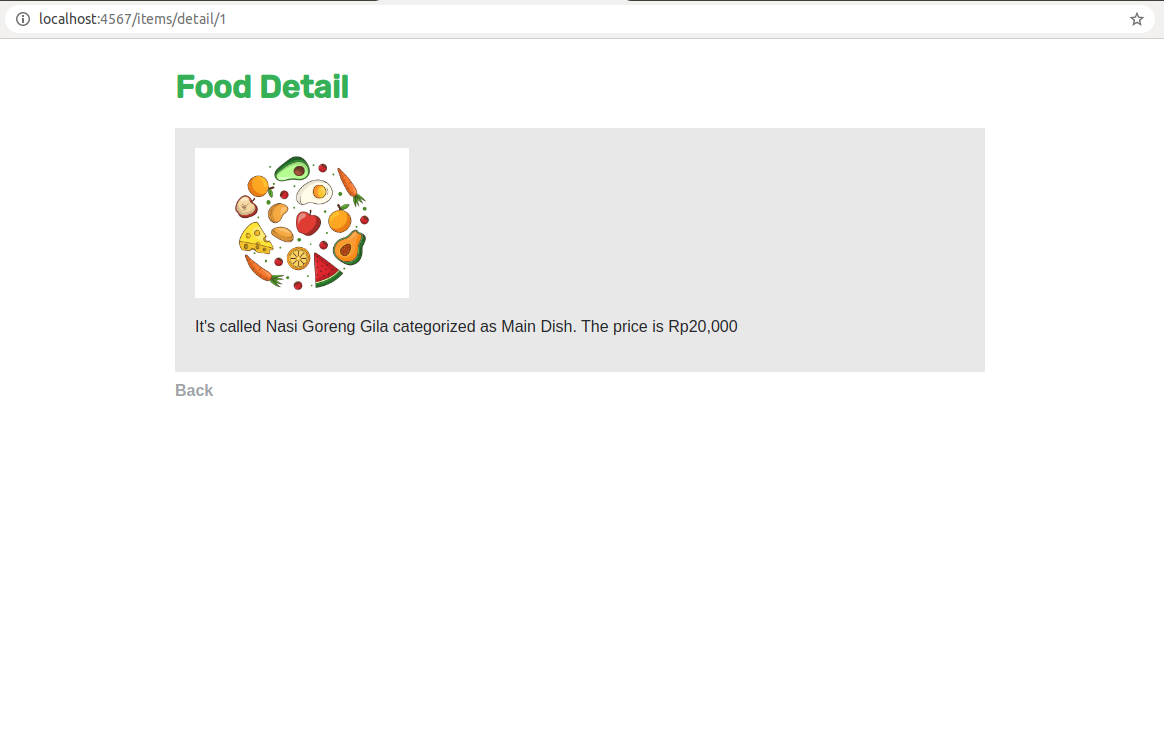 localhost:4567/items/detail/1
Food Detail
It's called Nasi Goreng Gila categorized as Main Dish. The price is Rp20,000
Back